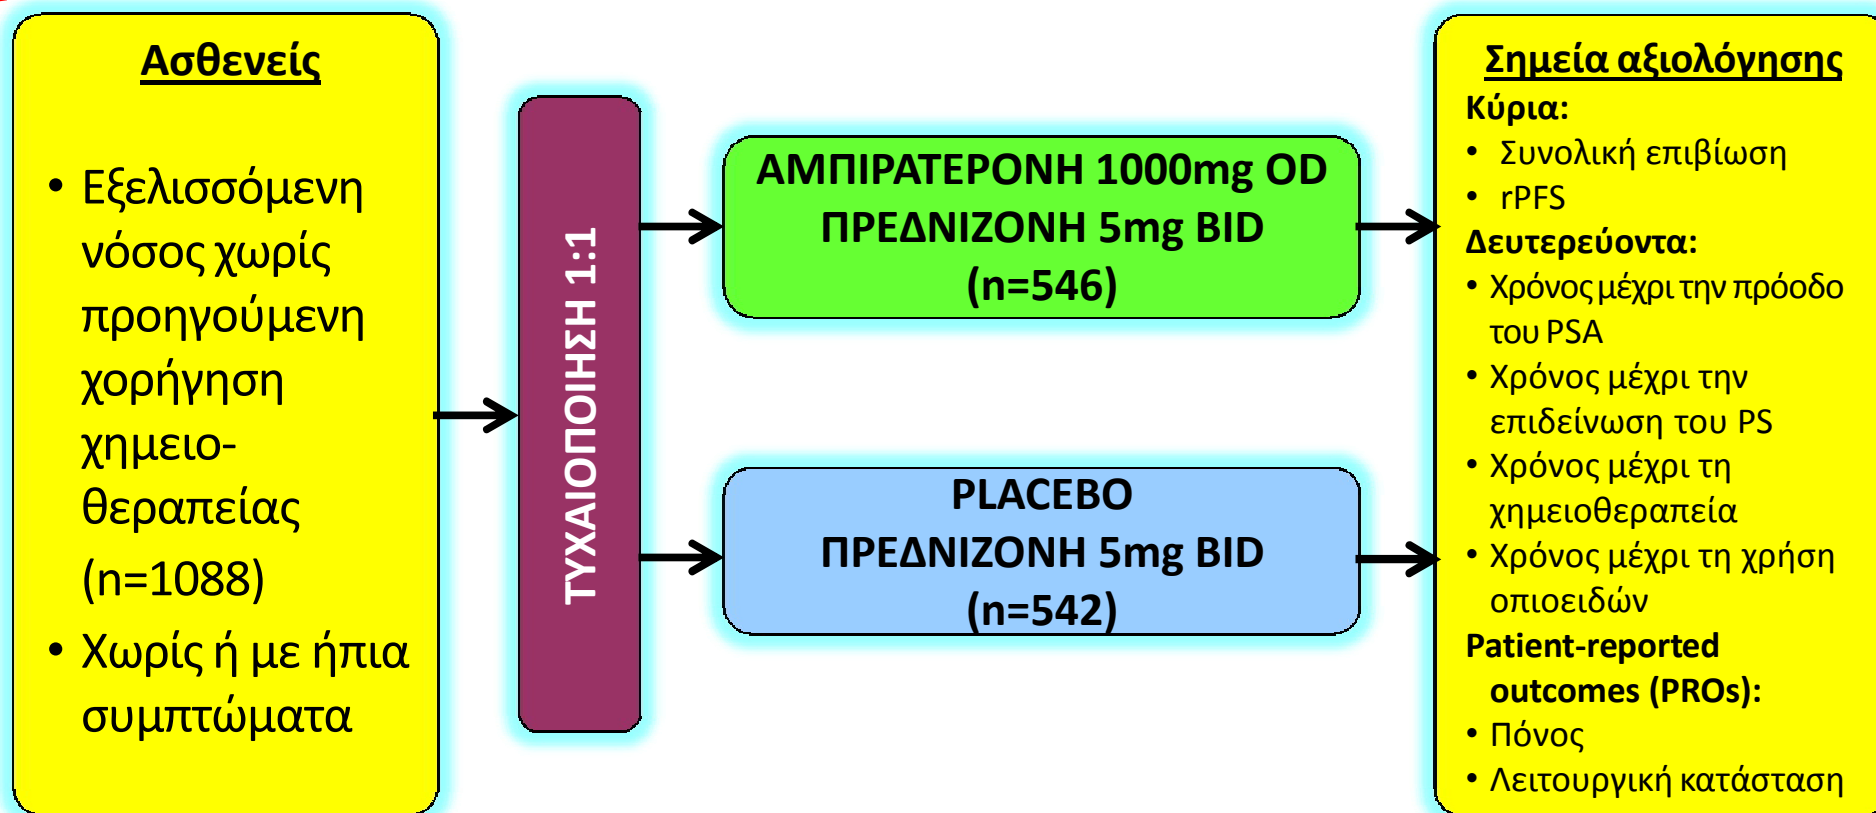 Ασθενείς
• Εξελισσόμενη
νόσος χωρίς
προηγούμενη
χορήγηση
χημειο-
θεραπείας
(n=1088)
• Χωρίς ή με ήπια
συμπτώματα
ΤΥΧΑΙΟΠΟΙΗΣΗ 1:1
ΑΜΠΙΡΑΤΕΡΟΝΗ 1000mg OD
ΠΡΕΔΝΙΖΟΝΗ 5mg BID
(n=546)
PLACEBO
ΠΡΕΔΝΙΖΟΝΗ 5mg BID
(n=542)
Σημεία αξιολόγησης
Κύρια:
• Συνολική επιβίωση
• rPFS
Δευτερεύοντα:
• Χρόνος μέχρι την πρόοδο
του PSA
• Χρόνος μέχρι την
επιδείνωση του PS
• Χρόνος μέχρι τη
χημειοθεραπεία
• Χρόνος μέχρι τη χρήση
οπιοειδών
Patient-reported
outcomes (PROs):
• Πόνος
• Λειτουργική κατάσταση